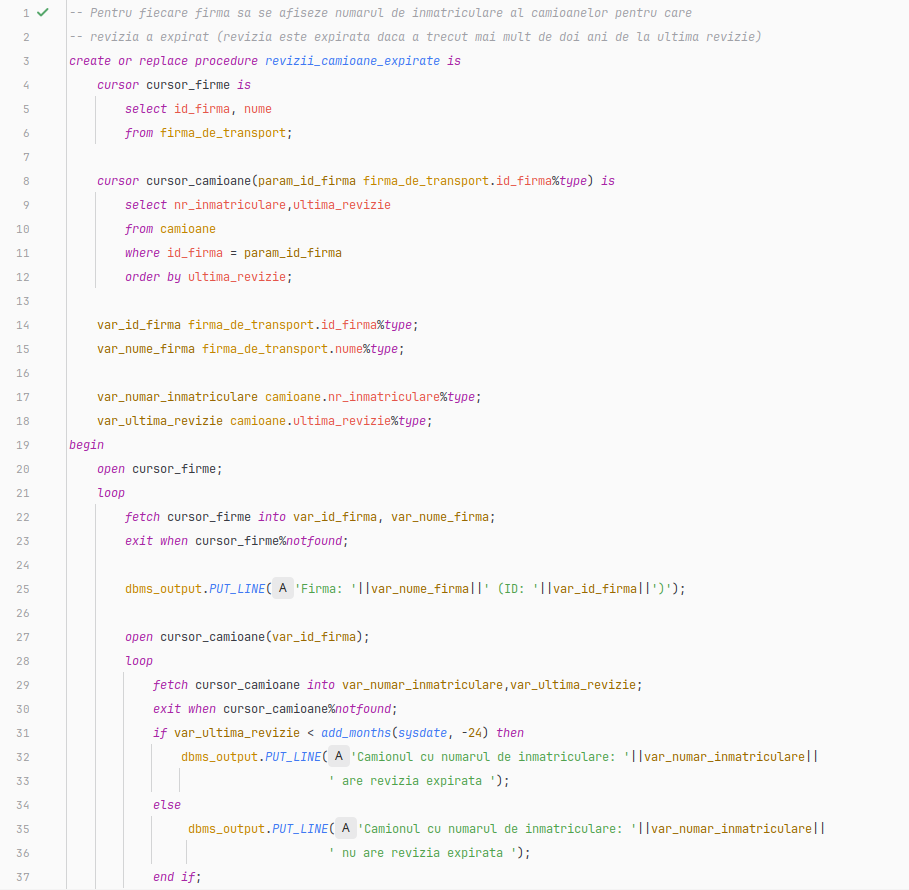 1 -- Pentru fiecare firma sa se afiseze numarul de inmatriculare al camioanelor pentru care
2 -- revizia a expirat (revizia este expirata daca a trecut mai mult de doi ani de la ultima revizie)
3 create or replace procedure revizii_camioane_expirate is
4 cursor cursor_firme is
5 select id_firma, nume
6 from firma_de_transport;
7
8 cursor cursor_camioane(param_id_firma firma_de_transport.id_firma%type) is
9 select nr_inmatriculare,ultima_revizie
10 from camioane
11 where id_firma = param_id_firma
12 order by ultima_revizie;
13
14 var_id_firma firma_de_transport.id_firma%type;
15 var_nume_firma firma_de_transport.nume%type;
16
17 var_numar_inmatriculare camioane.nr_inmatriculare%type;
18 var_ultima_revizie camioane.ultima_revizie%type;
19 begin
20 open cursor_firme;
21 loop
22 fetch cursor_firme into var_id_firma, var_nume_firma;
23 exit when cursor_firme%notfound;
24
25 dbms_output.PUT_LINE( A 'Firma: '||var_nume_firma||' (ID: '||var_id_firma||')');
26
27 open cursor_camioane(var_id_firma);
28 loop
29 fetch cursor_camioane into var_numar_inmatriculare,var_ultima_revizie;
30 exit when cursor_camioane%notfound;
31 if var_ultima_revizie < add_months(sysdate, -24) then
32 dbms_output.PUT_LINE( A 'Camionul cu numarul de inmatriculare: '||var_numar_inmatriculare||
33 ' are revizia expirata ');
34 else
35 dbms_output.PUT_LINE( A 'Camionul cu numarul de inmatriculare: '||var_numar_inmatriculare||
36 ' nu are revizia expirata ');
37 end if;